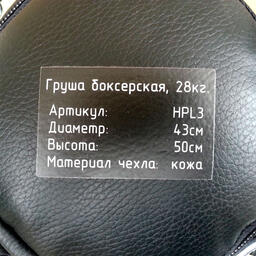 Груша боксерская, 28кг.
Артикул: HPL3
Диаметр: 43см
Высота: 50см
Материал чехла: кожа